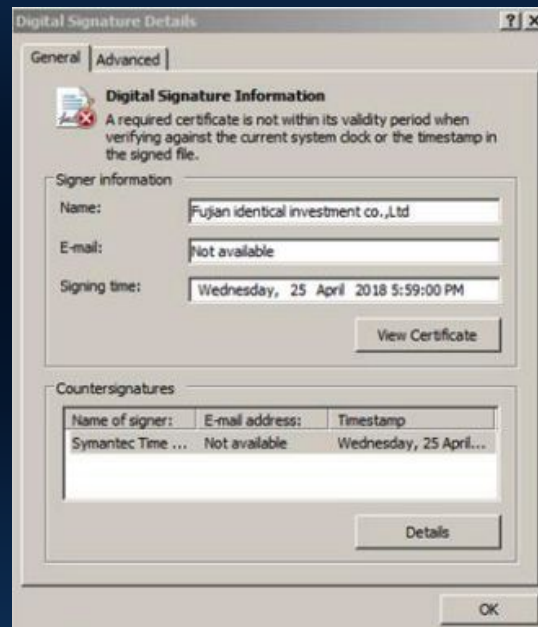 Digital Signature Details
General
Advanced
Digital Signature Information
A required certificate is not within its validity period when
verifying against the current system clock or the timestamp in
the signed file.
Signer information
Name:
Fujian identical investment co.,Ltd
E-mail:
Not available
Signing time:
Wednesday, 25 April 2018 5:59:00 PM
View Certificate
Countersignatures
Name of signer: E-mail address: Timestamp
Symantec Time ... Not available Wednesday, 25 April...
Details
OK